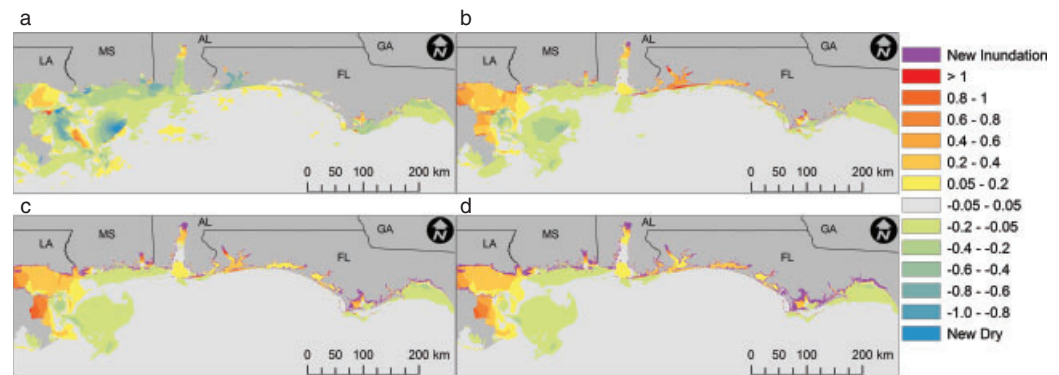 a
b
LA MS AL GA FL
N
0 50 100 200 km
LA MS AL GA FL
N
0 50 100 200 km
c
d
LA MS AL GA FL
N
0 50 100 200 km
LA MS AL GA FL
N
0 50 100 200 km
New Inundation
> 1
0.8 - 1
0.6 - 0.8
0.4 - 0.6
0.2 - 0.4
0.05 - 0.2
-0.05 - 0.05
-0.2 - -0.05
-0.4 - -0.2
-0.6 - -0.4
-0.8 - -0.6
-1.0 - -0.8
New Dry